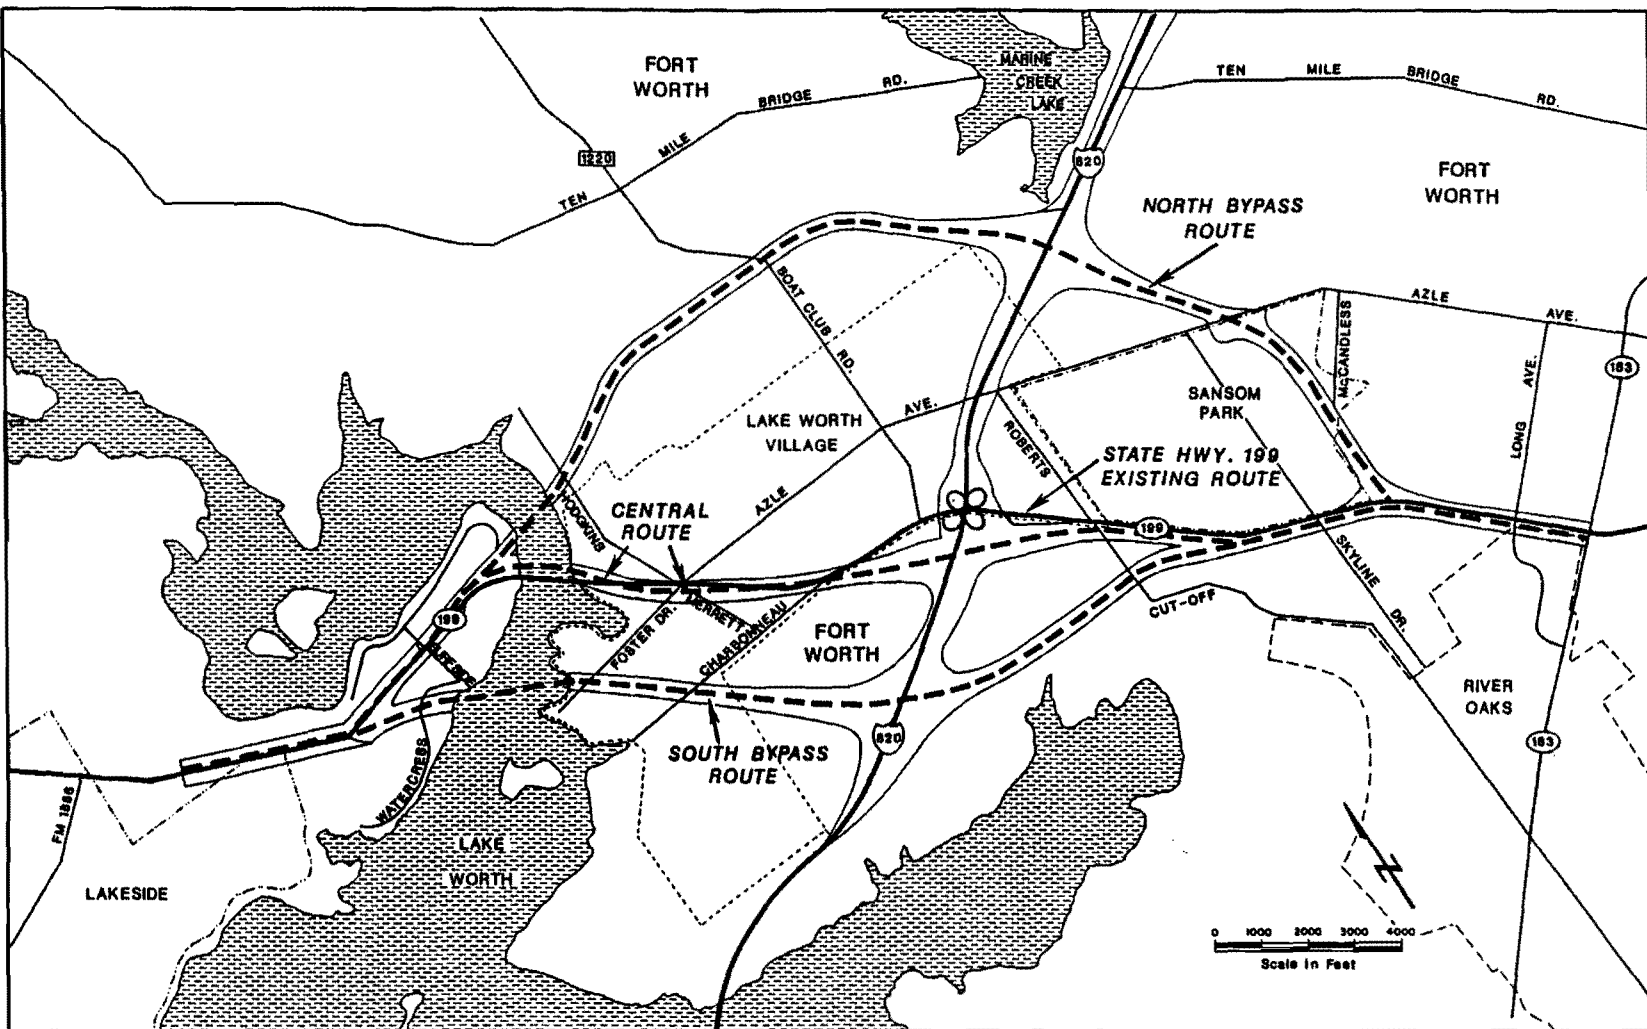 FORT
WORTH
MARINE
CREEK
LAKE
TEN MILE BRIDGE RD.
TEN MILE BRIDGE RD.
1220
820
FORT
WORTH
NORTH BYPASS
ROUTE
BOAT CLUB RD.
AZLE AVE.
McCANDLESS
LONG AVE.
183
SANSOM
PARK
LAKE WORTH
VILLAGE
AZLE AVE.
ROBERTS CUT-OFF
STATE HWY. 199
EXISTING ROUTE
HODGKINS
CENTRAL
ROUTE
199
SKYLINE DR.
199
MERRETT
FOSTER DR.
CHARBONNEAU
FORT
WORTH
RIVER
OAKS
183
820
SOUTH BYPASS
ROUTE
WATERCRESS
FM 1886
LAKE
WORTH
LAKESIDE
0 1000 2000 3000 4000
Scale in Feet